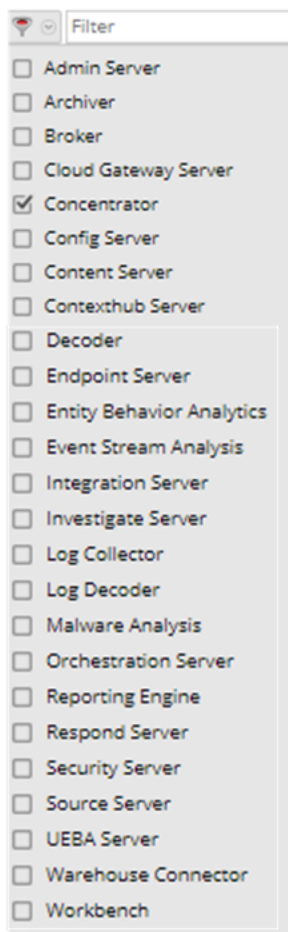 Filter
Admin Server
Archiver
Broker
Cloud Gateway Server
Concentrator
Config Server
Content Server
Contexthub Server
Decoder
Endpoint Server
Entity Behavior Analytics
Event Stream Analysis
Integration Server
Investigate Server
Log Collector
Log Decoder
Malware Analysis
Orchestration Server
Reporting Engine
Respond Server
Security Server
Source Server
UEBA Server
Warehouse Connector
Workbench